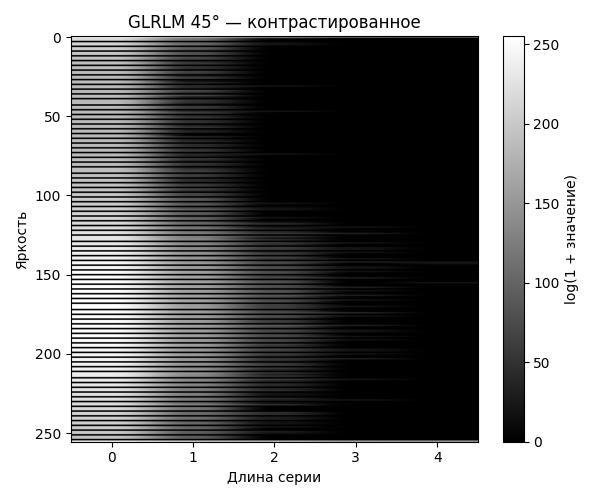 GLRLM 45° — контрастированное
0
50
100
150
200
250
Яркость
0 1 2 3 4
Длина серии
250
200
150
100
50
0
log(1 + значение)